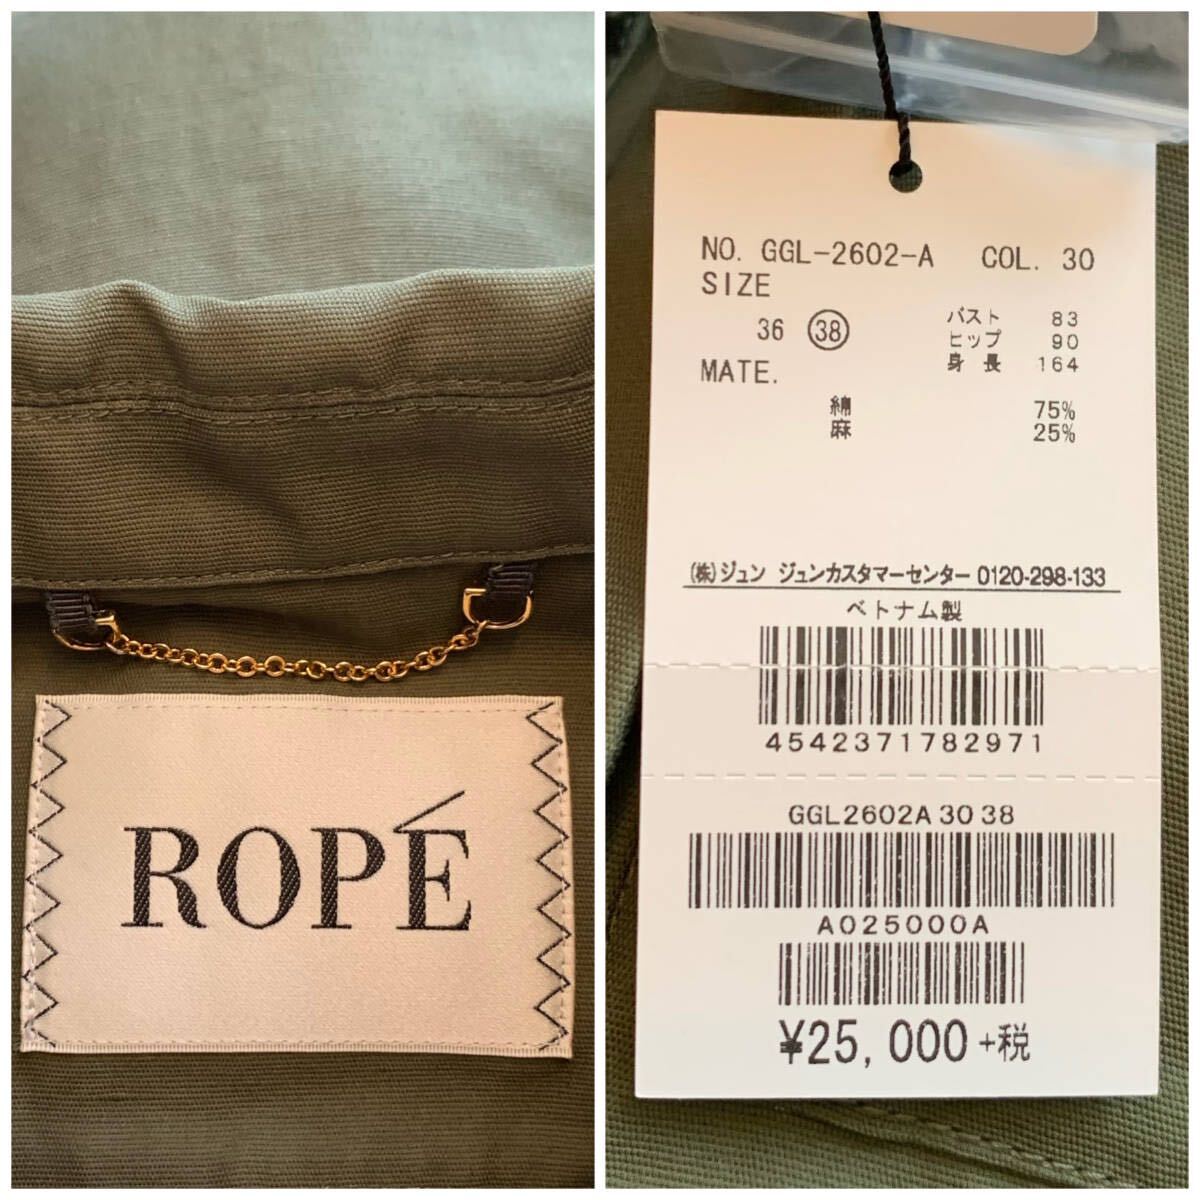 ROPÉ
NO. GGL-2602-A COL. 30
SIZE
36 38
バスト 83
ヒップ 90
身長 164
MATE.
綿 75%
麻 25%
(株)ジュン ジュンカスタマーセンター 0120-298-133
ベトナム製
4542371782971
GGL2602A 30 38
A025000A
¥25,000+税